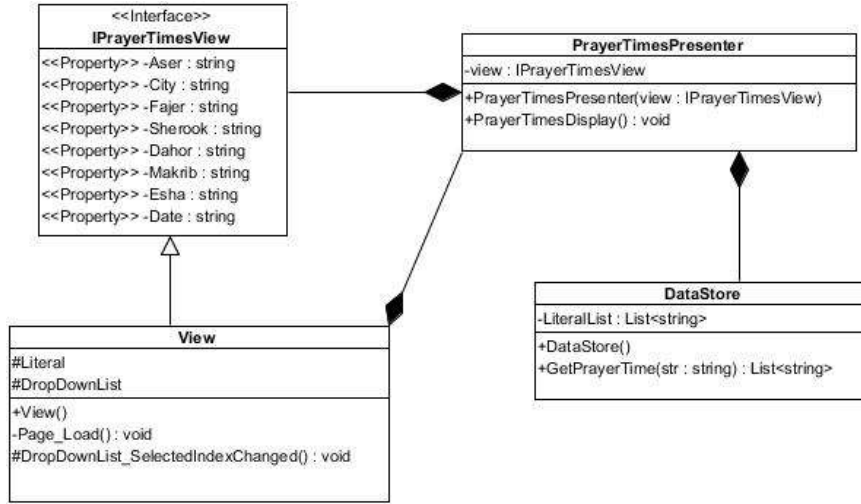 <<Interface>>
IPrayerTimesView
<<Property>> -Aser : string
<<Property>> -City : string
<<Property>> -Fajer : string
<<Property>> -Sherook : string
<<Property>> -Dahor : string
<<Property>> -Makrib : string
<<Property>> -Esha : string
<<Property>> -Date : string
PrayerTimesPresenter
-view : IPrayerTimesView
+PrayerTimesPresenter(view : IPrayerTimesView)
+PrayerTimesDisplay() : void
View
#Literal
#DropDownList
+View()
-Page_Load() : void
#DropDownList_SelectedIndexChanged() : void
DataStore
-LiteralList : List<string>
+DataStore()
+GetPrayerTime(str : string) : List<string>